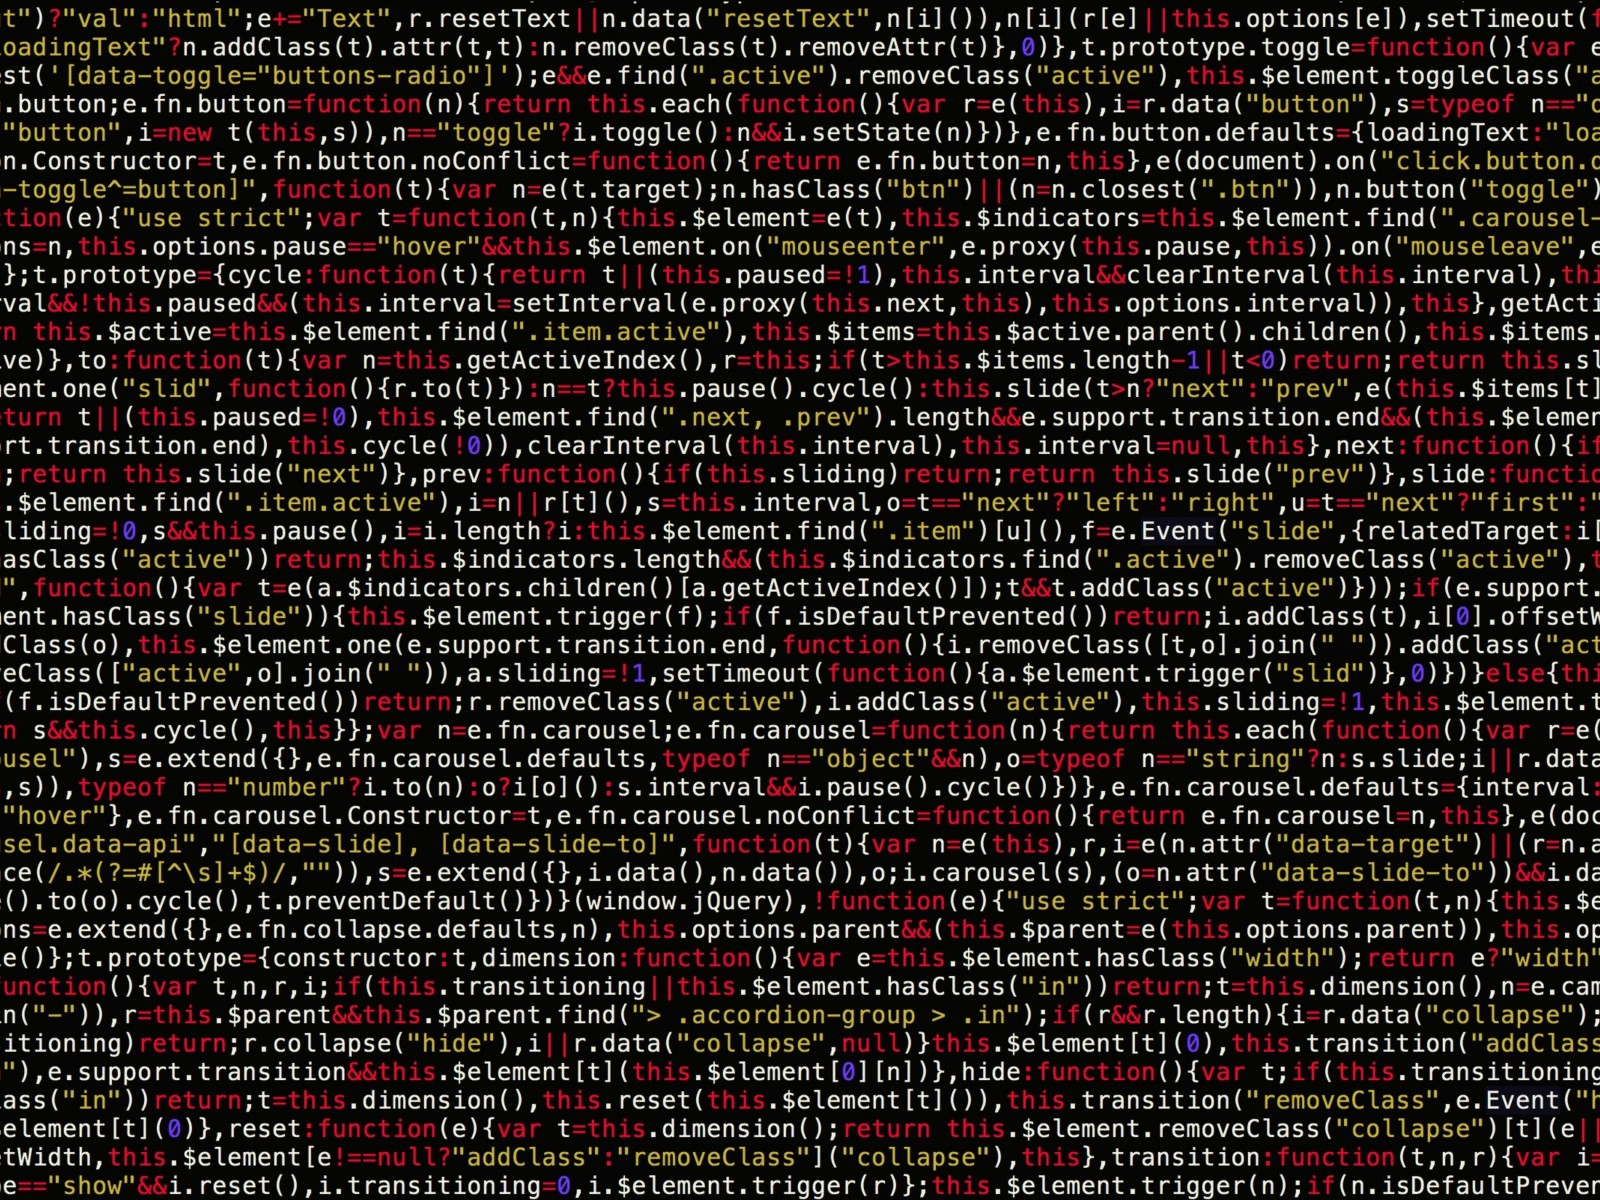 t")?"val":"html";e+="Text",r.resetText||n.data("resetText",n[i]()),n[i](r[e]||this.options[e]),setTimeout(f
oadingText"?n.addClass(t).attr(t,t):n.removeClass(t).removeAttr(t)},0)},t.prototype.toggle=function(){var e
est('[data-toggle="buttons-radio"]');e&&e.find(".active").removeClass("active"),this.$element.toggleClass("a
.button;e.fn.button=function(n){return this.each(function(){var r=e(this),i=r.data("button"),s=typeof n=="o
"button",i=new t(this,s)),n=="toggle"?i.toggle():n&&i.setState(n)})},e.fn.button.defaults={loadingText:"loa
on.Constructor=t,e.fn.button.noConflict=function(){return e.fn.button=n,this},e(document).on("click.button.d
-toggle^=button]",function(t){var n=e(t.target);n.hasClass("btn")||(n=n.closest(".btn")),n.button("toggle")
ction(e){"use strict";var t=function(t,n){this.$element=e(t),this.$indicators=this.$element.find(".carousel-
ons=n,this.options.pause=="hover"&&this.$element.on("mouseenter",e.proxy(this.pause,this)).on("mouseleave",e
)};t.prototype={cycle:function(t){return t||(this.paused=!1),this.interval&&clearInterval(this.interval),thi
rval&&!this.paused&&(this.interval=setInterval(e.proxy(this.next,this),this.options.interval)),this},getActi
rn this.$active=this.$element.find(".item.active"),this.$items=this.$active.parent().children(),this.$items.
ive)},to:function(t){var n=this.getActiveIndex(),r=this;if(t>this.$items.length-1||t<0)return;return this.sl
ment.one("slid",function(){r.to(t)}):n==t?this.pause().cycle():this.slide(t>n?"next":"prev",e(this.$items[t]
eturn t||(this.paused=!0),this.$element.find(".next, .prev").length&&e.support.transition.end&&(this.$elemen
ort.transition.end),this.cycle(!0)),clearInterval(this.interval),this.interval=null,this},next:function(){if
;return this.slide("next")},prev:function(){if(this.sliding)return;return this.slide("prev")},slide:functio
.$element.find(".item.active"),i=n||r[t](),s=this.interval,o=t=="next"?"left":"right",u=t=="next"?"first":"
sliding=!0,s&&this.pause(),i=i.length?i:this.$element.find(".item")[u](),f=e.Event("slide",{relatedTarget:i[
hasClass("active"))return;this.$indicators.length&&(this.$indicators.find(".active").removeClass("active"),t
d",function(){var t=e(a.$indicators.children()[a.getActiveIndex()]);t&&t.addClass("active")}));if(e.support.
ment.hasClass("slide")){this.$element.trigger(f);if(f.isDefaultPrevented())return;i.addClass(t),i[0].offsetW
dClass(o),this.$element.one(e.support.transition.end,function(){i.removeClass([t,o].join(" ")).addClass("act
veClass(["active",o].join(" ")),a.sliding=!1,setTimeout(function(){a.$element.trigger("slid")},0)})}else{thi
(f.isDefaultPrevented())return;r.removeClass("active"),i.addClass("active"),this.sliding=!1,this.$element.t
rn s&&this.cycle(),this}};var n=e.fn.carousel;e.fn.carousel=function(n){return this.each(function(){var r=e(
ousel"),s=e.extend({},e.fn.carousel.defaults,typeof n=="object"&&n),o=typeof n=="string"?n:s.slide;i||r.data
,s)),typeof n=="number"?i.to(n):o?i[o]():s.interval&&i.pause().cycle()})},e.fn.carousel.defaults={interval:
"hover"},e.fn.carousel.Constructor=t,e.fn.carousel.noConflict=function(){return e.fn.carousel=n,this},e(doc
usel.data-api","[data-slide], [data-slide-to]",function(t){var n=e(this),r,i=e(n.attr("data-target")||(r=n.a
ace(/.*(?=#[^\s]+$)/,"")),s=e.extend({},i.data(),n.data()),o;i.carousel(s),(o=n.attr("data-slide-to"))&&i.da
e().to(o).cycle(),t.preventDefault()})}(window.jQuery),!function(e){"use strict";var t=function(t,n){this.$e
ons=e.extend({},e.fn.collapse.defaults,n),this.options.parent&&(this.$parent=e(this.options.parent)),this.op
le()};t.prototype={constructor:t,dimension:function(){var e=this.$element.hasClass("width");return e?"width"
function(){var t,n,r,i;if(this.transitioning||this.$element.hasClass("in"))return;t=this.dimension(),n=e.cam
in("-")),r=this.$parent&&this.$parent.find("> .accordion-group > .in");if(r&&r.length){i=r.data("collapse");
sitioning)return;r.collapse("hide"),i||r.data("collapse",null)}this.$element[t](0),this.transition("addClass
"),e.support.transition&&this.$element[t](this.$element[0][n])},hide:function(){var t;if(this.transitioning
lass("in"))return;t=this.dimension(),this.reset(this.$element[t]()),this.transition("removeClass",e.Event("h
element[t](0)},reset:function(e){var t=this.dimension();return this.$element.removeClass("collapse")[t](e||
etWidth,this.$element[e!==null?"addClass":"removeClass"]("collapse"),this},transition:function(t,n,r){var i=
pe=="show"&&i.reset(),i.transitioning=0,i.$element.trigger(r)};this.$element.trigger(n);if(n.isDefaultPreven